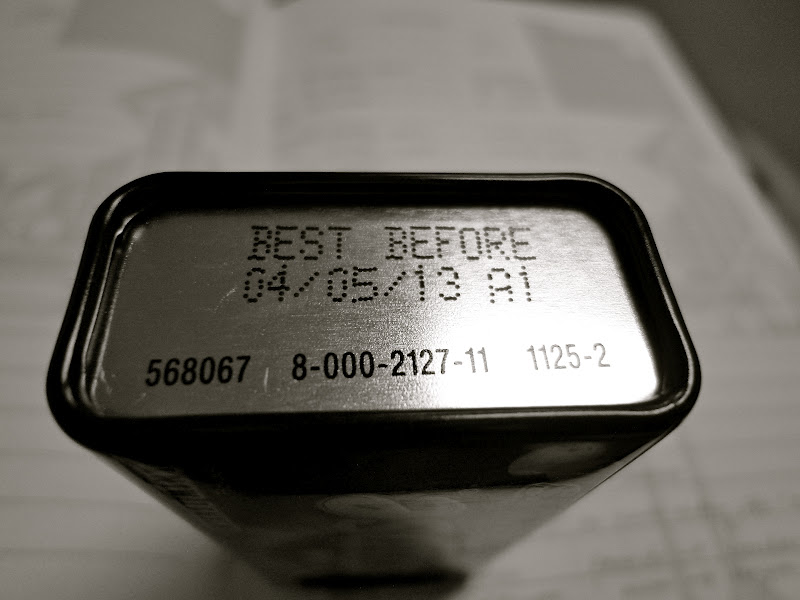 BEST BEFORE
04/05/13 A1
568067 8-000-2127-11 1125-2